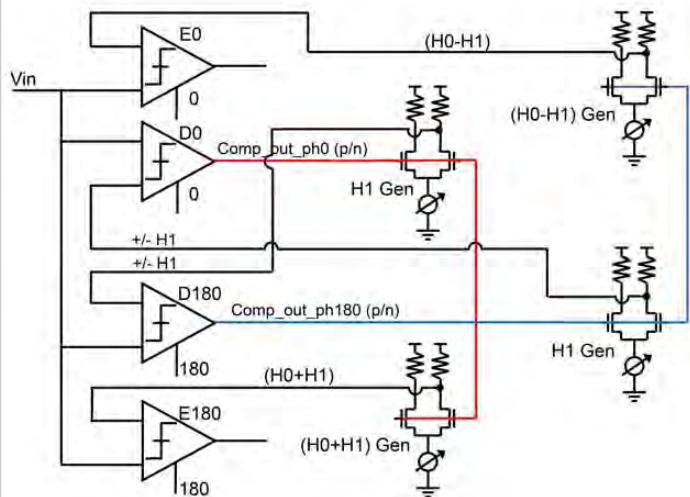 E0
(H0-H1)
Vin
0
(H0-H1) Gen
D0
Comp_out_ph0 (p/n)
0
H1 Gen
+/- H1
+/- H1
D180
Comp_out_ph180 (p/n)
H1 Gen
180
(H0+H1)
E180
(H0+H1) Gen
180